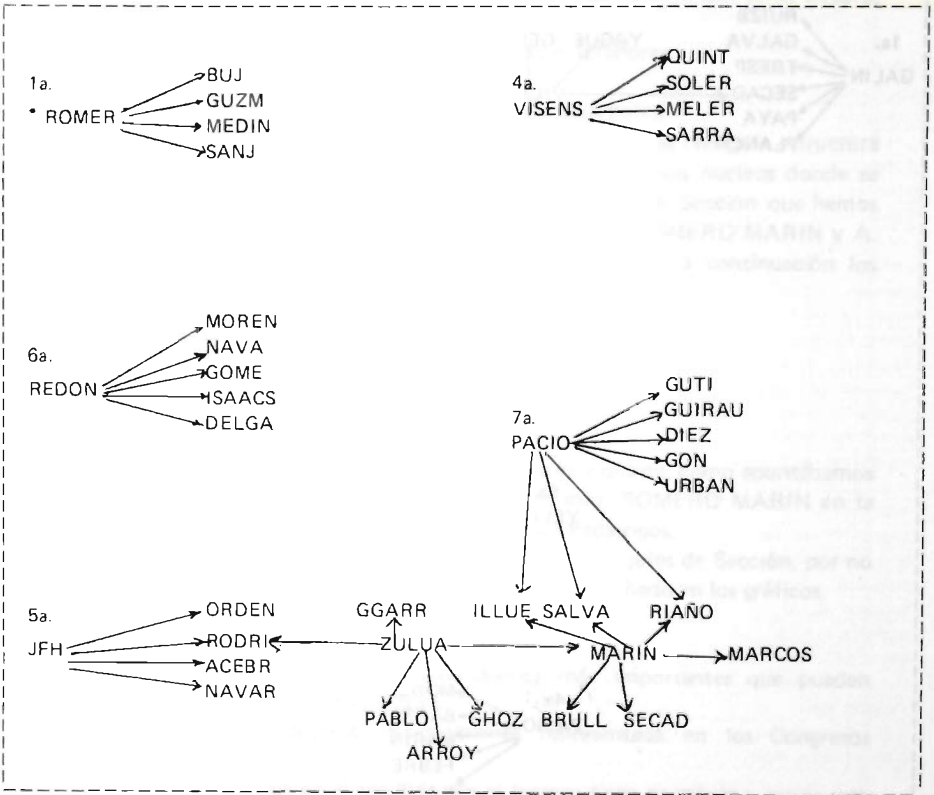 1a.
ROMER
BUJ
GUZM
MEDIN
SANJ
4a.
VISENS
QUINT
SOLER
MELER
SARRA
6a.
REDON
MOREN
NAVA
GOME
ISAACS
DELGA
7a.
PACIO
GUTI
GUIRAU
DIEZ
GON
URBAN
5a.
JFH
ORDEN
RODRI
ACEBR
NAVAR
GGARR
ZULUA
PABLO
ARROY
GHOZ
ILLUE SALVA RIAÑO
MARIN
MARCOS
BRULL SECAD